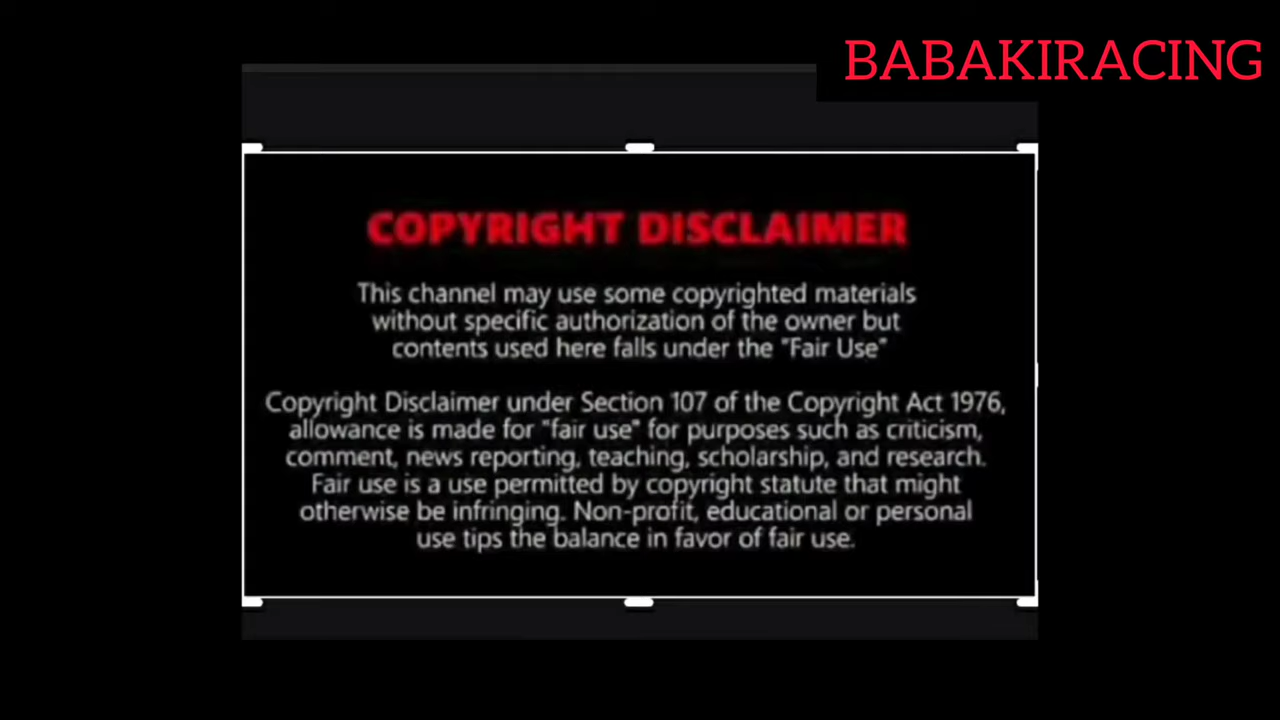 BABAKIRACING
COPYRIGHT DISCLAIMER
This channel may use some copyrighted materials
without specific authorization of the owner but
contents used here falls under the "Fair Use"
Copyright Disclaimer under Section 107 of the Copyright Act 1976,
allowance is made for "fair use" for purposes such as criticism,
comment, news reporting, teaching, scholarship, and research.
Fair use is a use permitted by copyright statute that might
otherwise be infringing. Non-profit, educational or personal
use tips the balance in favor of fair use.